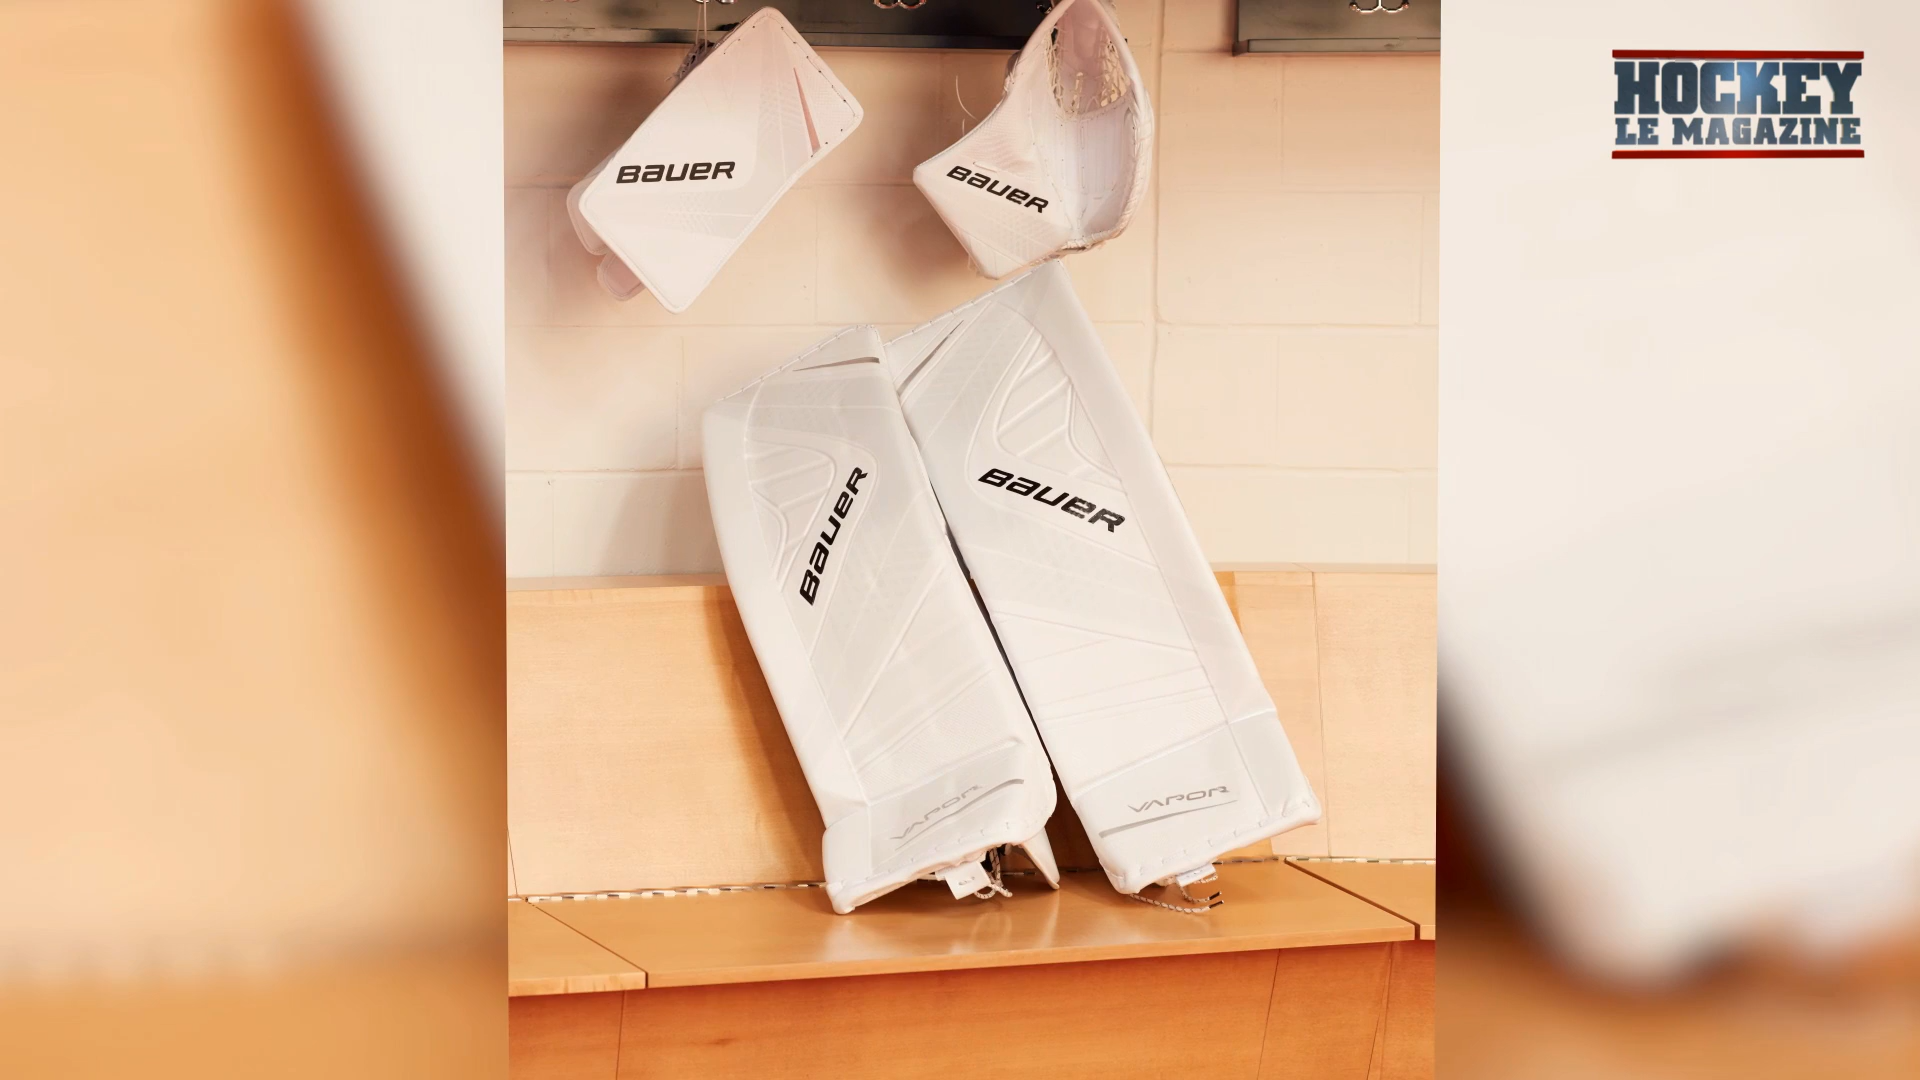 HOCKEY
LE MAGAZINE
BAUER
BAUER
BAUER
BAUER
VAPOR
VAPOR